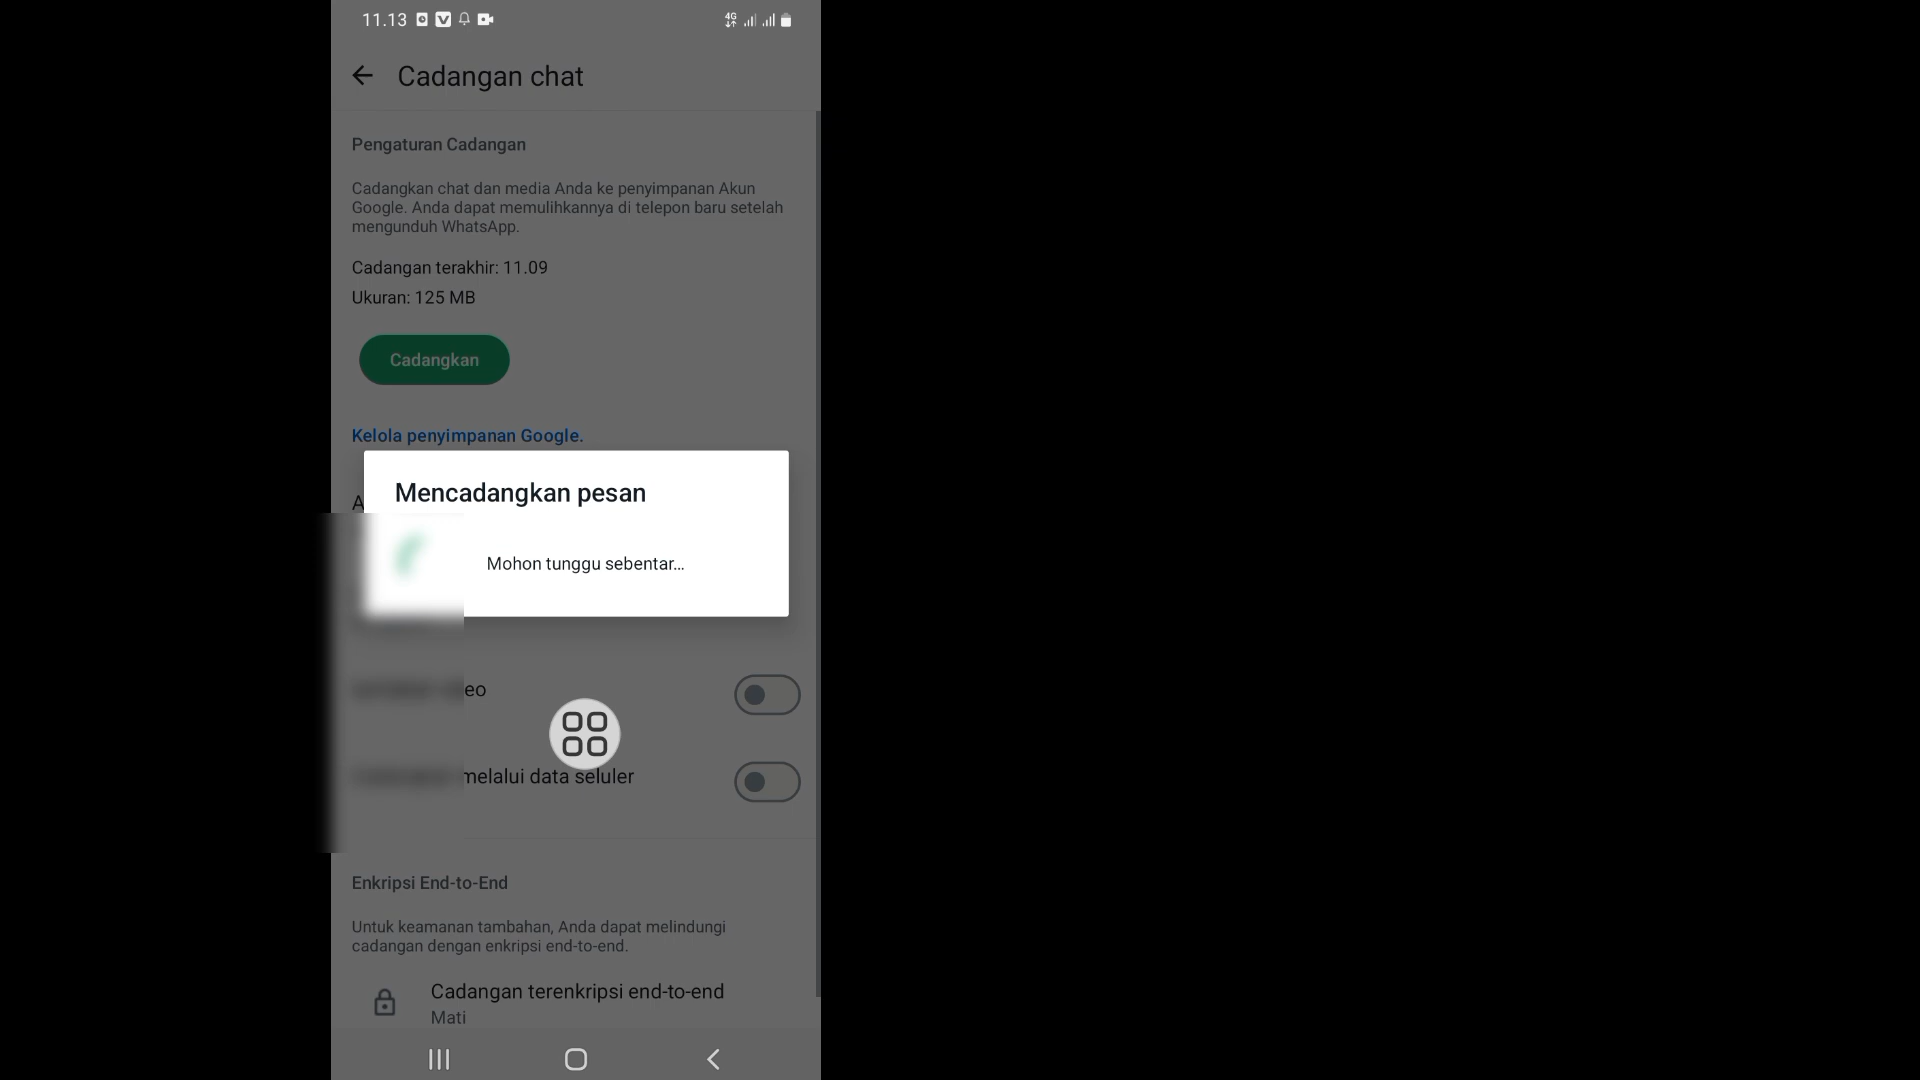 11.13
4G
Cadangan chat
Pengaturan Cadangan
Cadangkan chat dan media Anda ke penyimpanan Akun
Google. Anda dapat memulihkannya di telepon baru setelah
mengunduh WhatsApp.
Cadangan terakhir: 11.09
Ukuran: 125 MB
Cadangkan
Kelola penyimpanan Google.
Mencadangkan pesan
Mohon tunggu sebentar...
melalui data seluler
Enkripsi End-to-End
Untuk keamanan tambahan, Anda dapat melindungi
cadangan dengan enkripsi end-to-end.
Cadangan terenkripsi end-to-end
Mati